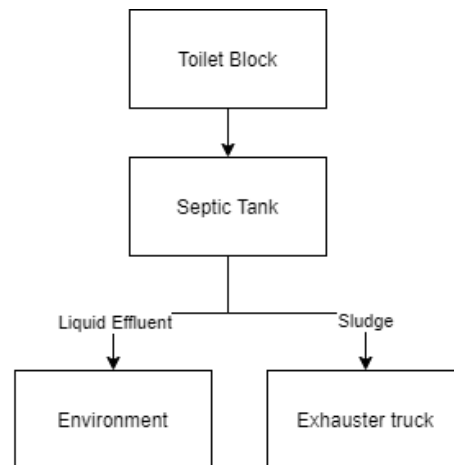 Toilet Block
Septic Tank
Liquid Effluent
Sludge
Environment
Exhauster truck